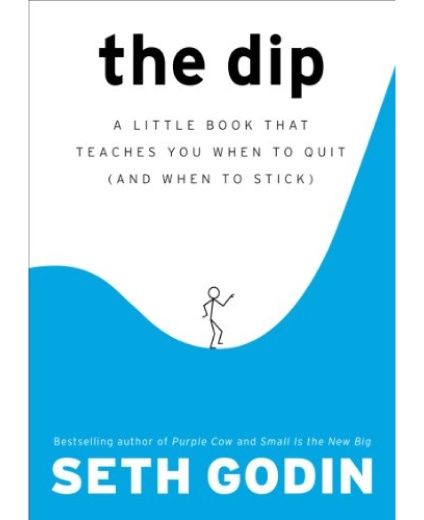 the dip
A LITTLE BOOK THAT
TEACHES YOU WHEN TO QUIT
(AND WHEN TO STICK)
Bestselling author of Purple Cow and Small Is the New Big
SETH GODIN